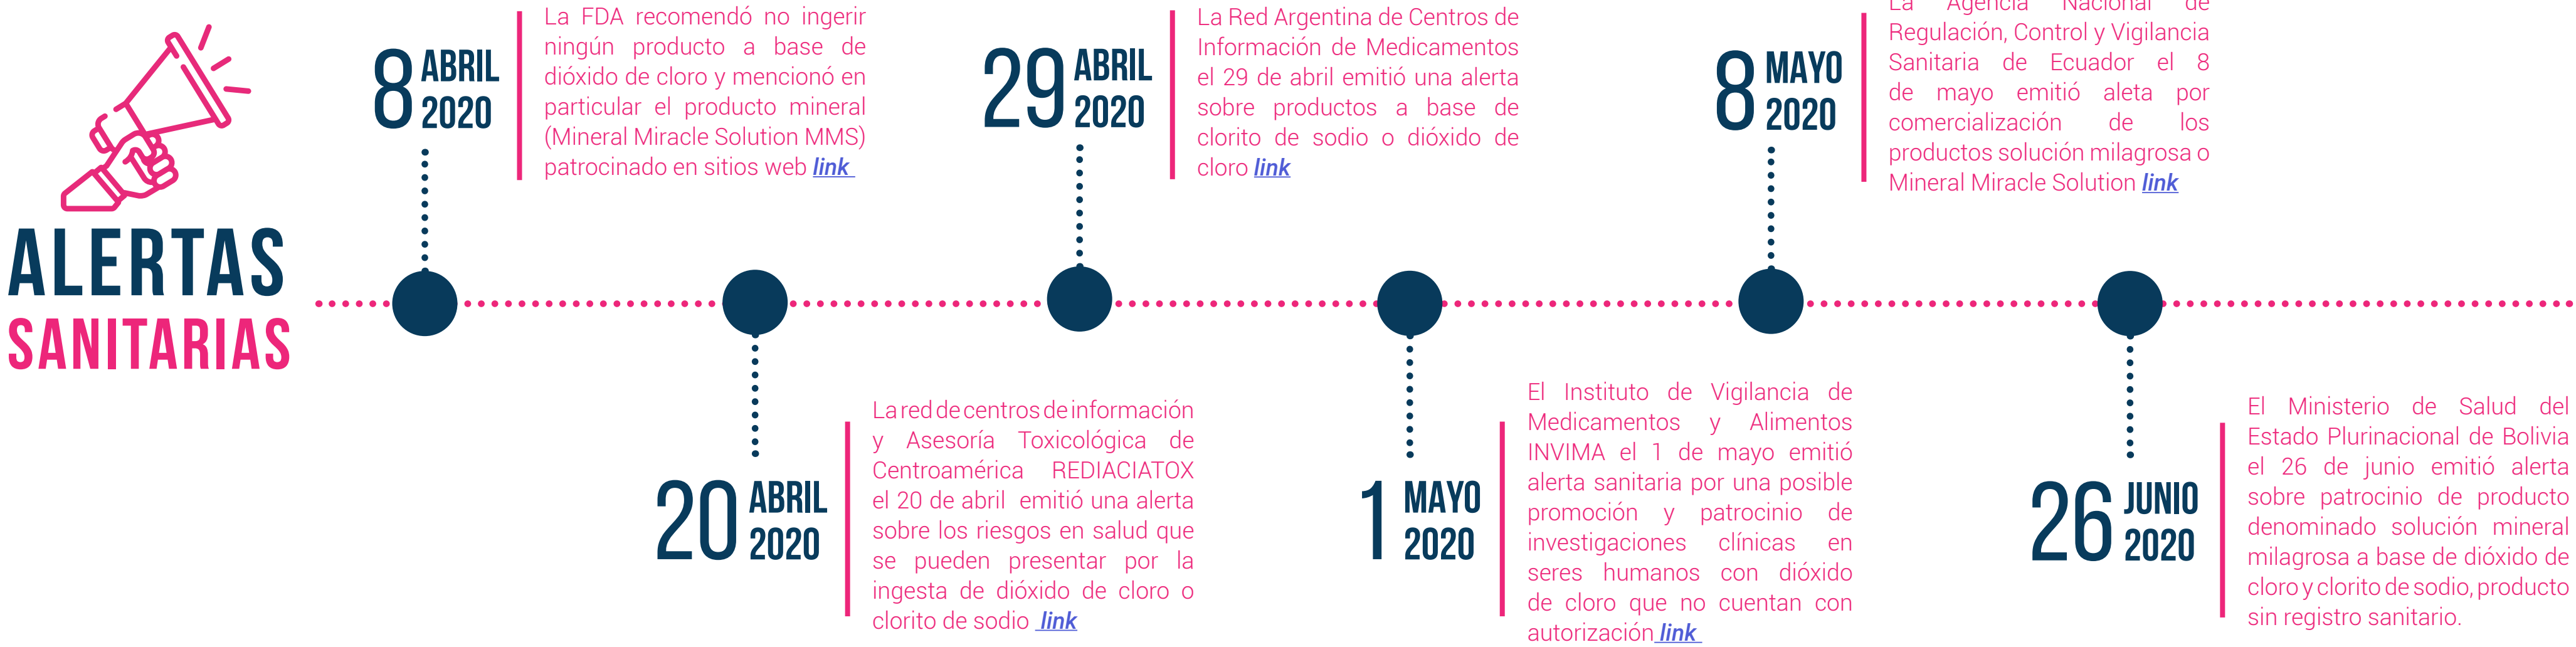 ALERTAS
SANITARIAS
8 ABRIL
2020
La FDA recomendó no ingerir
ningún producto a base de
dióxido de cloro y mencionó en
particular el producto mineral
(Mineral Miracle Solution MMS)
patrocinado en sitios web link
20 ABRIL
2020
La red de centros de información
y Asesoría Toxicológica de
Centroamérica REDIACIATOX
el 20 de abril emitió una alerta
sobre los riesgos en salud que
se pueden presentar por la
ingesta de dióxido de cloro o
clorito de sodio link
29 ABRIL
2020
La Red Argentina de Centros de
Información de Medicamentos
el 29 de abril emitió una alerta
sobre productos a base de
clorito de sodio o dióxido de
cloro link
1 MAYO
2020
El Instituto de Vigilancia de
Medicamentos y Alimentos
INVIMA el 1 de mayo emitió
alerta sanitaria por una posible
promoción y patrocinio de
investigaciones clínicas en
seres humanos con dióxido
de cloro que no cuentan con
autorización link
8 MAYO
2020
La Agencia Nacional de
Regulación, Control y Vigilancia
Sanitaria de Ecuador el 8
de mayo emitió aleta por
comercialización de los
productos solución milagrosa o
Mineral Miracle Solution link
26 JUNIO
2020
El Ministerio de Salud del
Estado Plurinacional de Bolivia
el 26 de junio emitió alerta
sobre patrocinio de producto
denominado solución mineral
milagrosa a base de dióxido de
cloro y clorito de sodio, producto
sin registro sanitario.